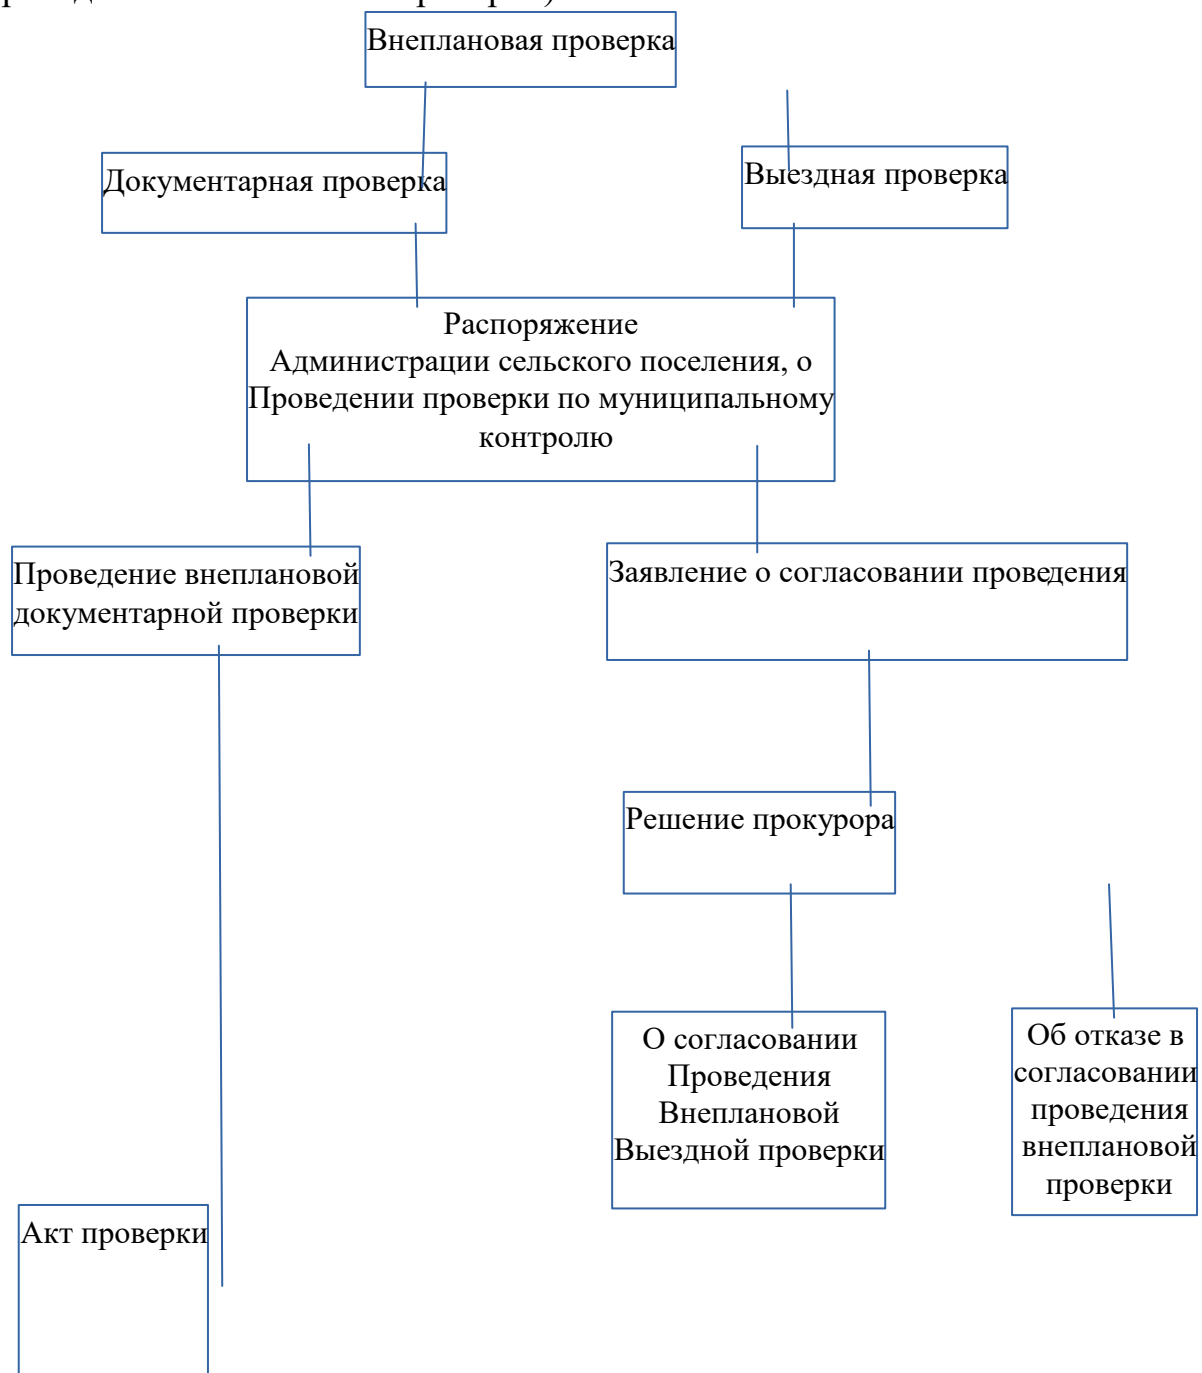 Внеплановая проверка
Документарная проверка
Выездная проверка
Распоряжение
Администрации сельского поселения, о
Проведении проверки по муниципальному
контролю
Проведение внеплановой
документарной проверки
Заявление о согласовании проведения
Решение прокурора
О согласовании
Проведения
Внеплановой
Выездной проверки
Об отказе в
согласовании
проведения
внеплановой
проверки
Акт проверки